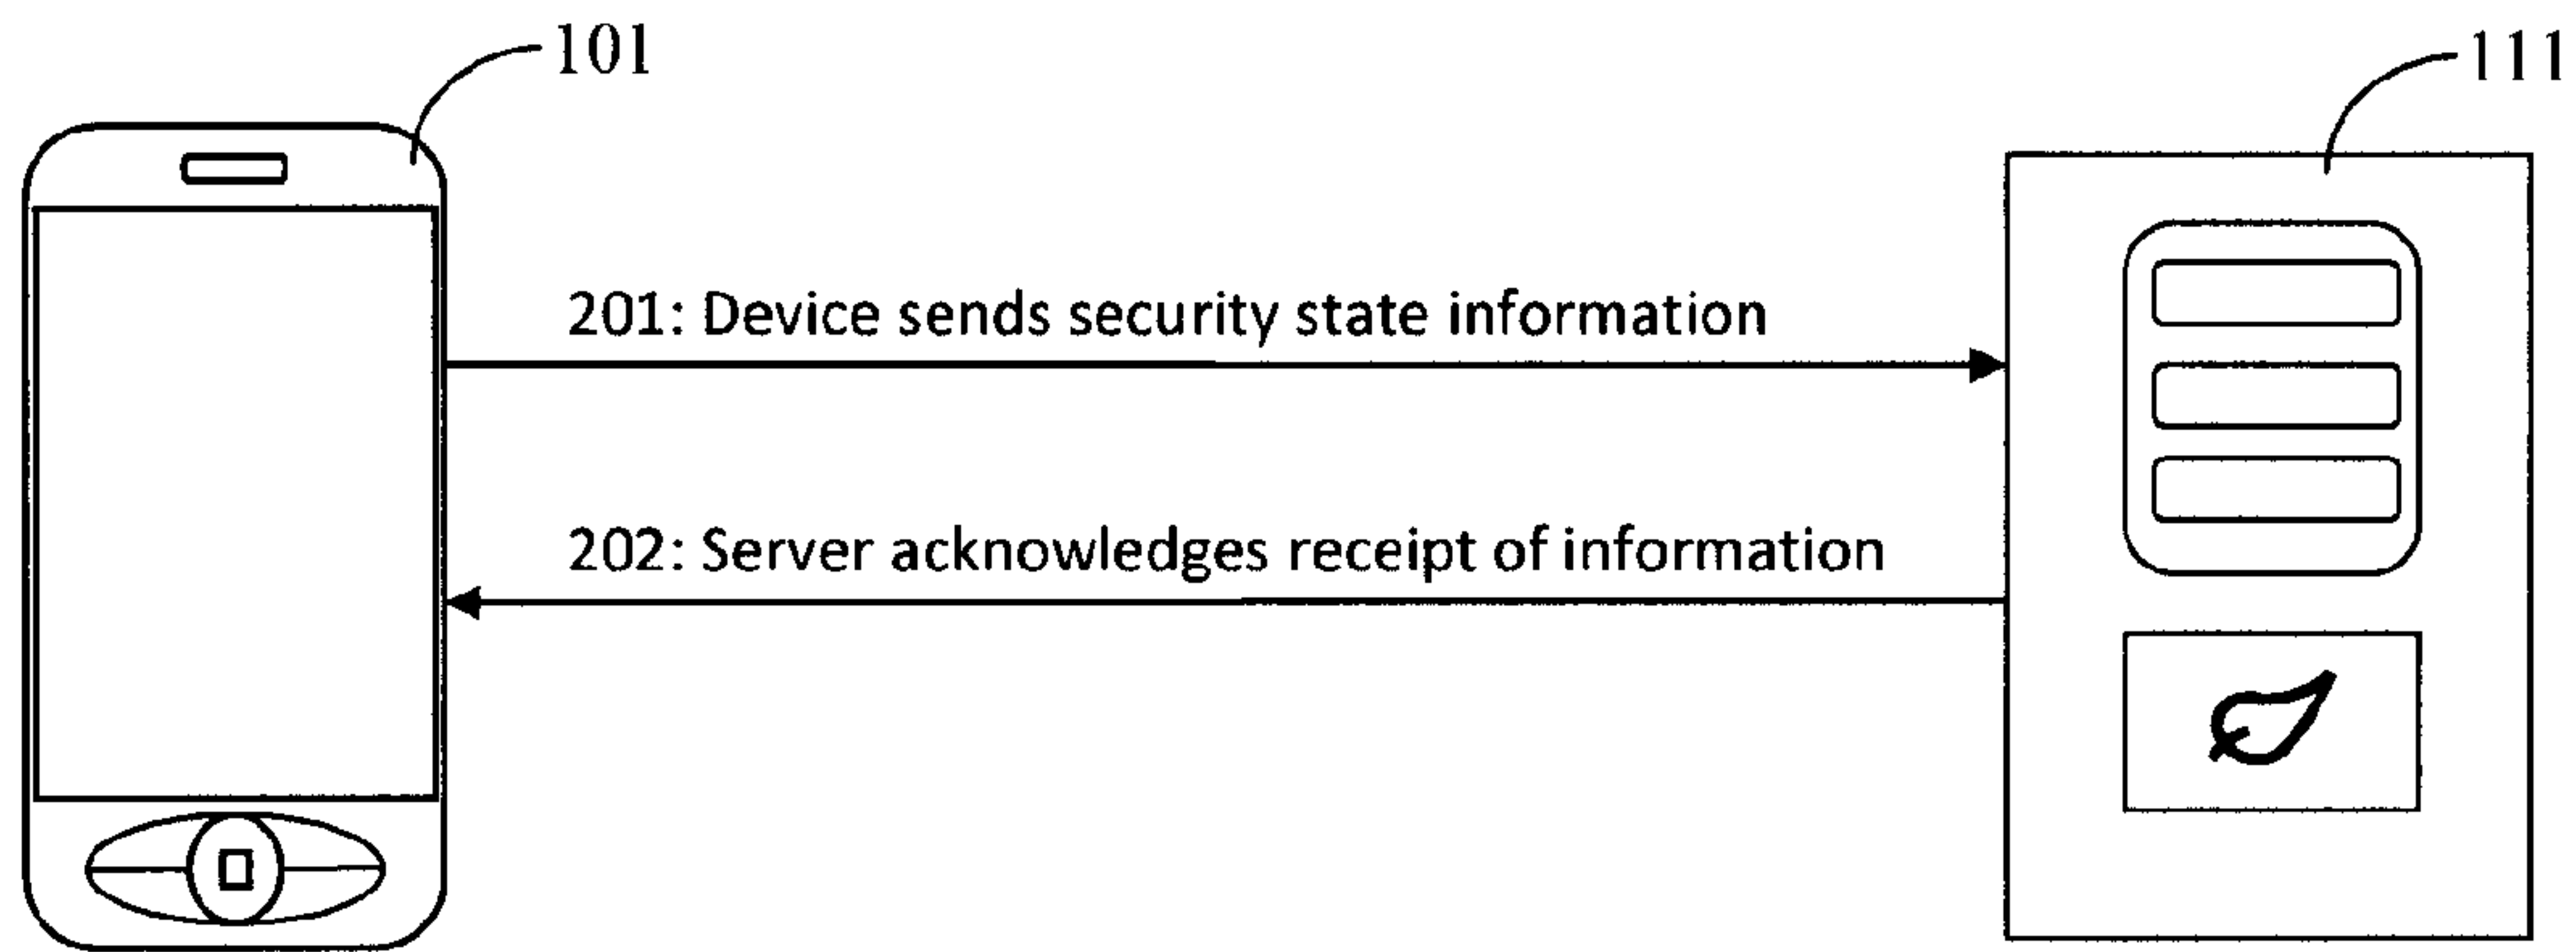 101
111
201: Device sends security state information
202: Server acknowledges receipt of information